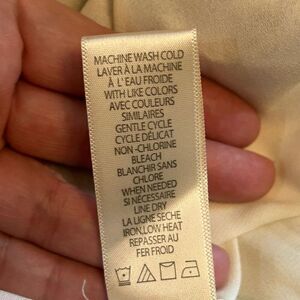 MACHINE WASH COLD
LAVER À LA MACHINE
À L'EAU FROIDE
WITH LIKE COLORS
AVEC COULEURS
SIMILAIRES
GENTLE CYCLE
CYCLE DÉLICAT
NON-CHLORINE
BLEACH
BLANCHIR SANS
CHLORE
WHEN NEEDED
SI NÉCESSAIRE
LINE DRY
LA LIGNE SÈCHE
IRON, LOW HEAT
REPASSER AU
FER FROID